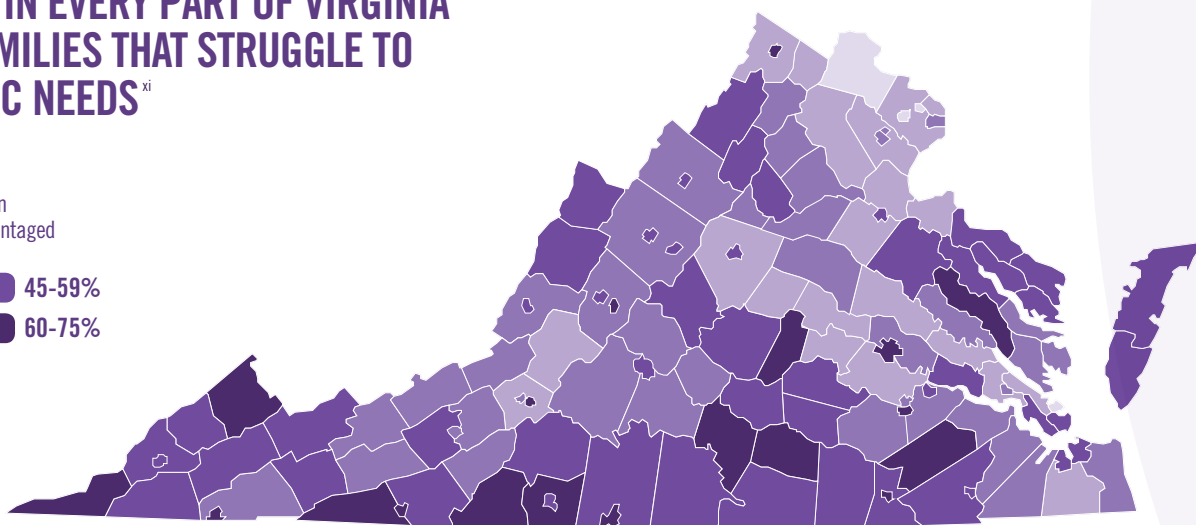 IN EVERY PART OF VIRGINIA
MILIES THAT STRUGGLE TO
C NEEDS xi
n
ntaged
45-59%
60-75%